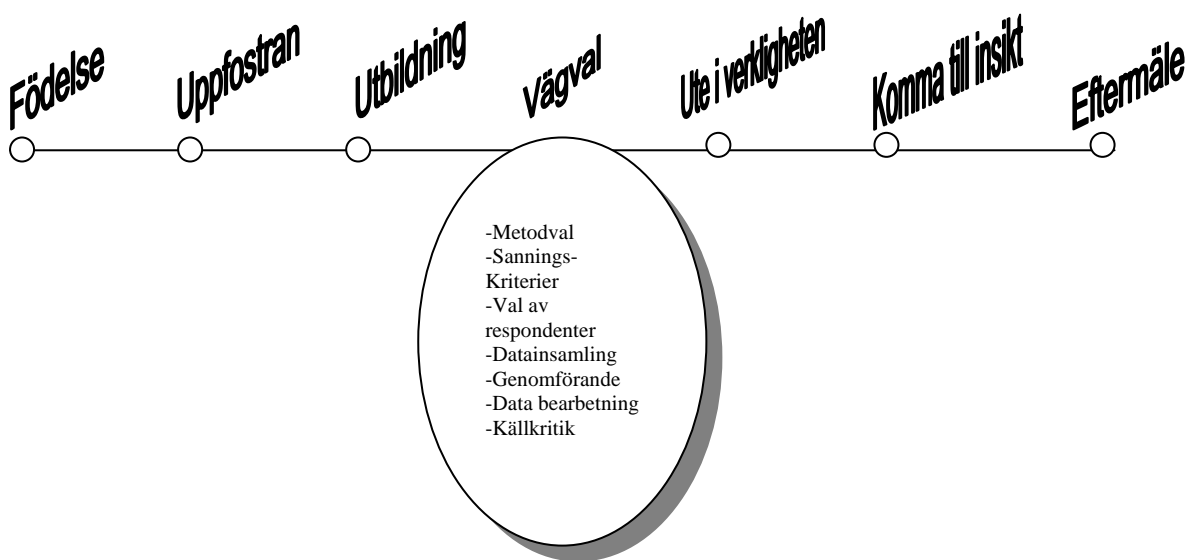 Födelse
Uppfostran
Utbildning
Vägval
Ute i verkligheten
Komma till insikt
Eftermäle
-Metodval
-Sannings-
Kriterier
-Val av
respondenter
-Datainsamling
-Genomförande
-Data bearbetning
-Källkritik